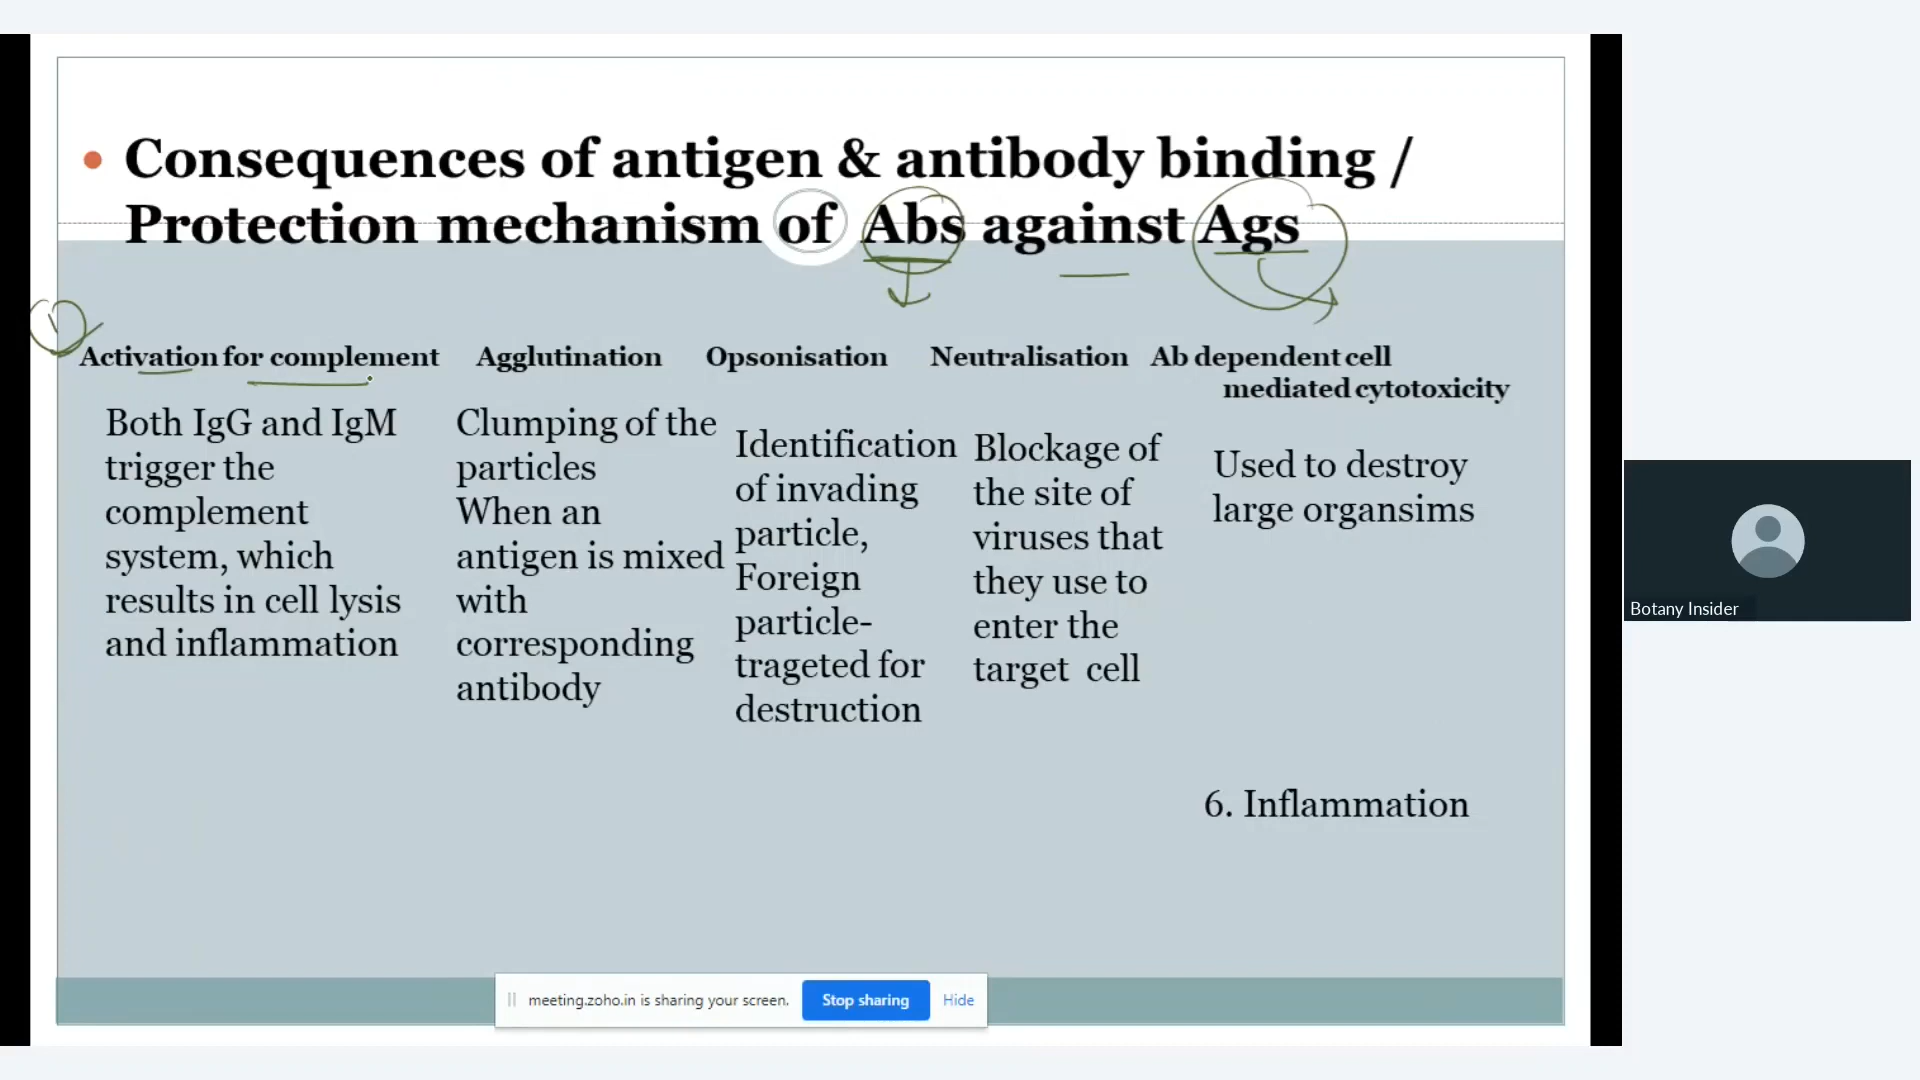 Consequences of antigen & antibody binding /
Protection mechanism of Abs against Ags
Activation for complement
Both IgG and IgM
trigger the
complement
system, which
results in cell lysis
and inflammation
Agglutination
Clumping of the
particles
When an
antigen is mixed
with
corresponding
antibody
Opsonisation
Identification
of invading
particle,
Foreign
particle-
trageted for
destruction
Neutralisation
Blockage of
the site of
viruses that
they use to
enter the
target cell
Ab dependent cell
mediated cytotoxicity
Used to destroy
large organsims
6. Inflammation
meeting.zoho.in is sharing your screen.
Stop sharing
Hide
Botany Insider